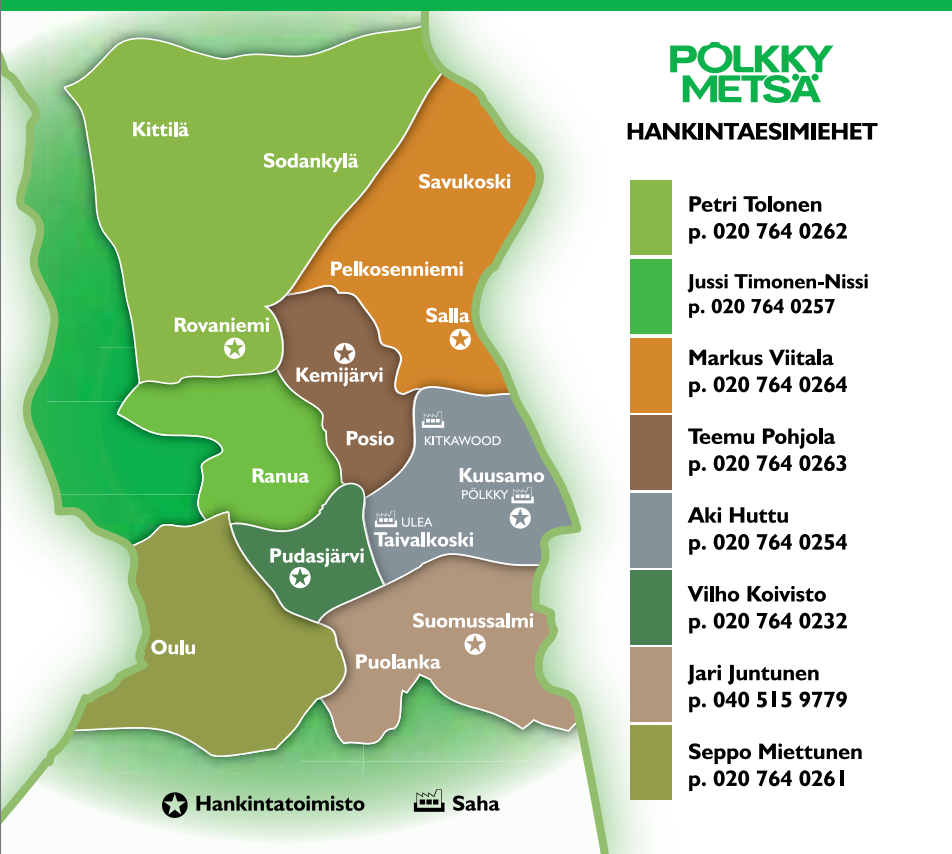 PÖLKKY
METSÄ
HANKINTAESIMIEHET
Petri Tolonen
p. 020 764 0262
Jussi Timonen-Nissi
p. 020 764 0257
Markus Viitala
p. 020 764 0264
Teemu Pohjola
p. 020 764 0263
Aki Huttu
p. 020 764 0254
Vilho Koivisto
p. 020 764 0232
Jari Juntunen
p. 040 515 9779
Seppo Miettunen
p. 020 764 0261
Kittilä
Sodankylä
Savukoski
Pelkosenniemi
Salla
Rovaniemi
Kemijärvi
Posio
KITKAWOOD
Ranua
Kuusamo
PÖLKKY
ULEA
Taivalkoski
Pudasjärvi
Suomussalmi
Oulu
Puolanka
Hankintatoimisto
Saha